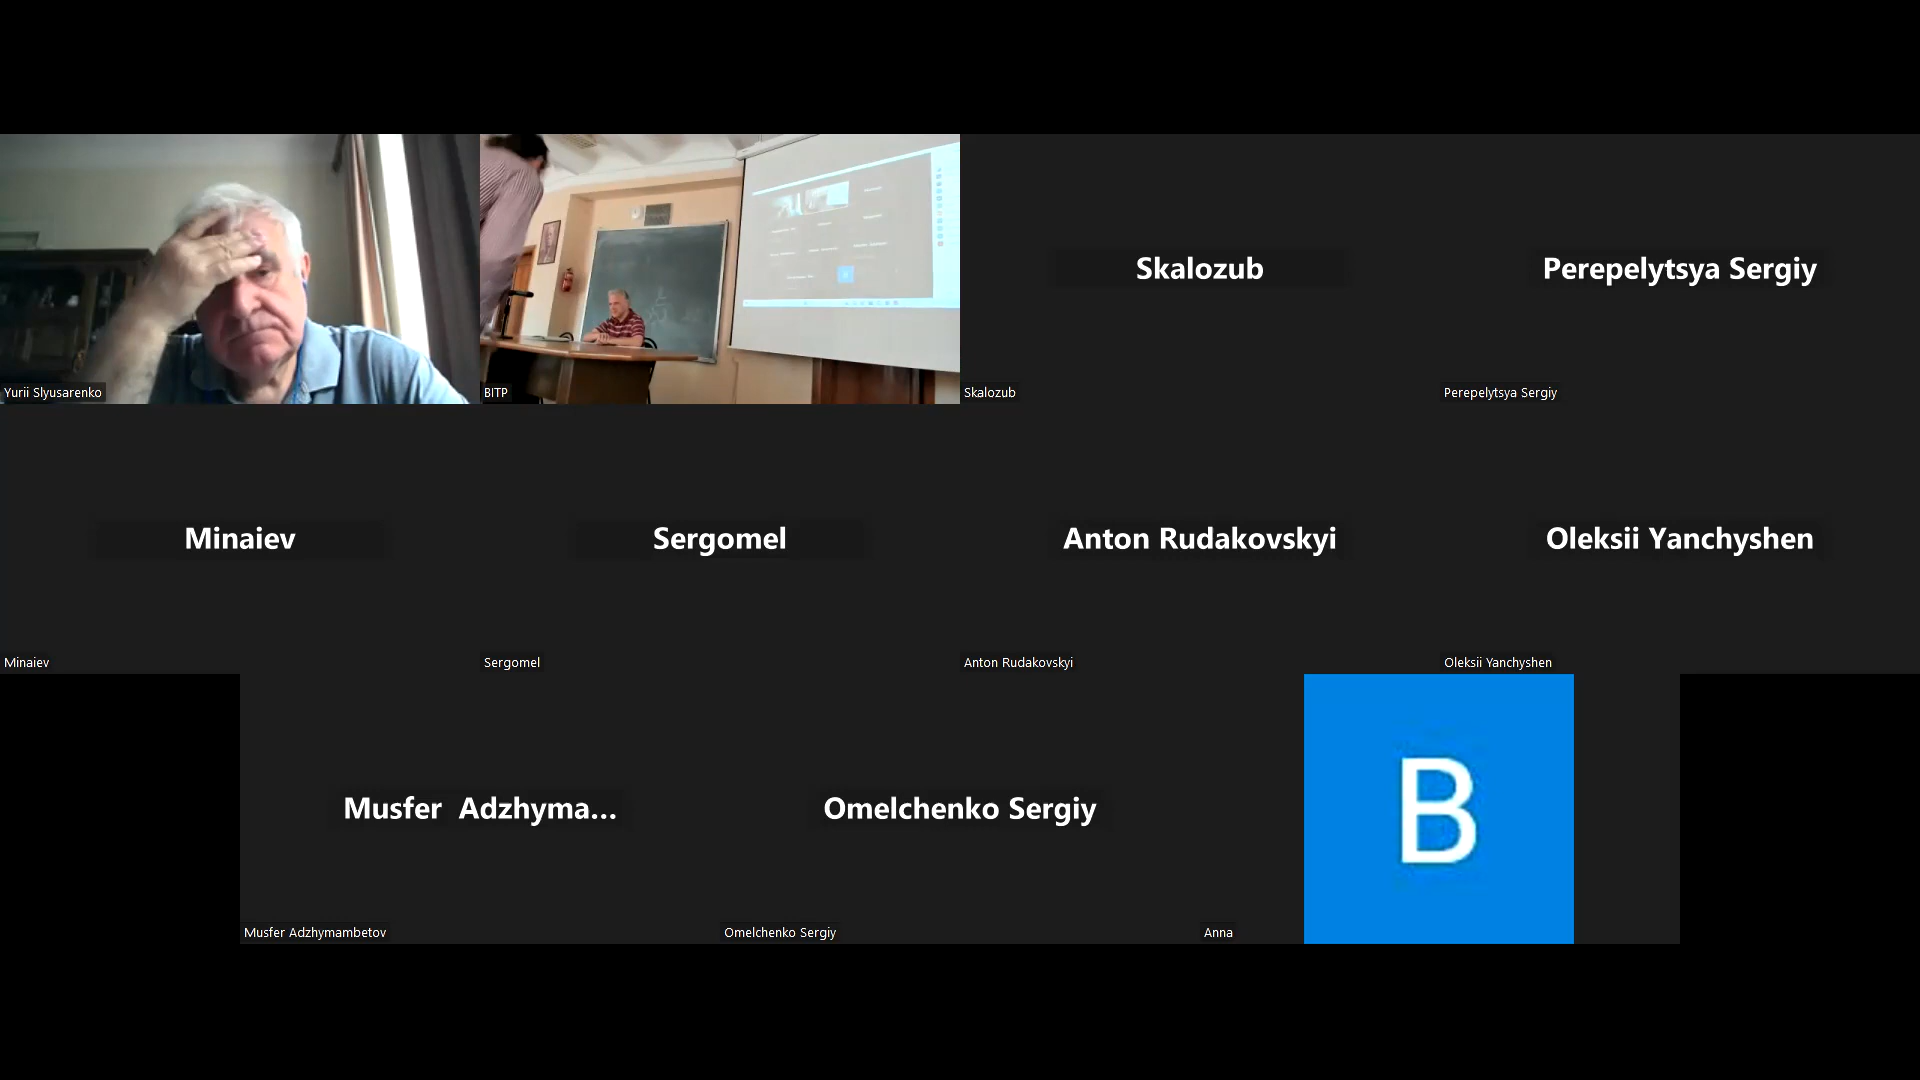 Yurii Slyusarenko
BITP
Skalozub
Skalozub
Perepelytsya Sergiy
Perepelytsya Sergiy
Minaiev
Minaiev
Sergomel
Sergomel
Anton Rudakovskyi
Anton Rudakovskyi
Oleksii Yanchyshen
Oleksii Yanchyshen
Musfer Adzhyma...
Musfer Adzhymambetov
Omelchenko Sergiy
Omelchenko Sergiy
B
Anna